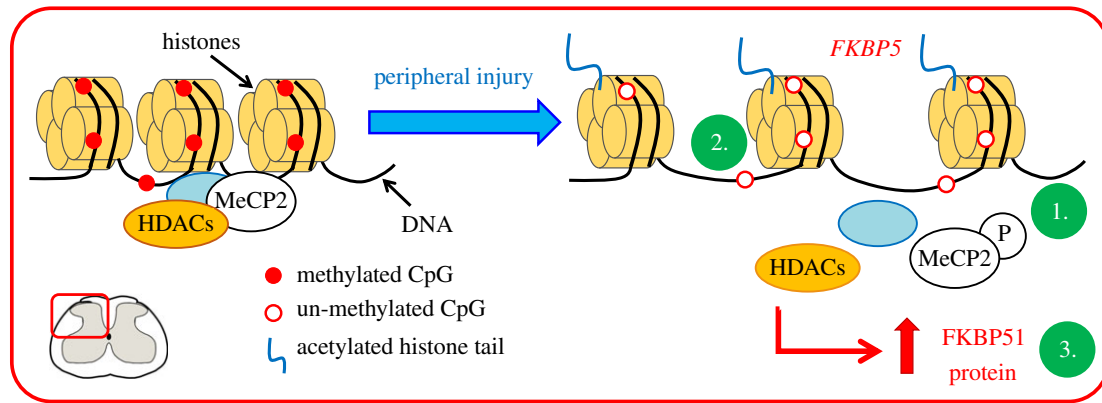 histones
FKBP5
peripheral injury
2.
MeCP2
HDACs
DNA
1.
P
MeCP2
HDACs
methylated CpG
un-methylated CpG
acetylated histone tail
FKBP51
protein
3.